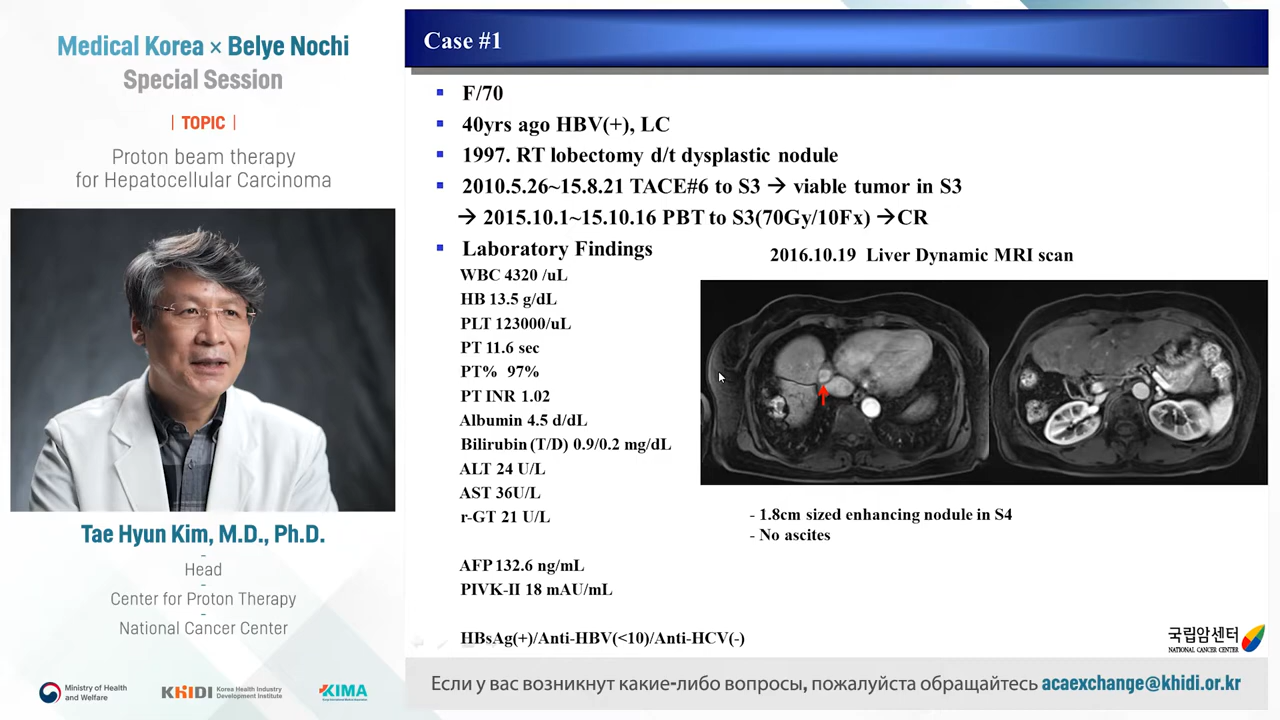 Medical Korea × Belye Nochi
Special Session
| TOPIC |
Proton beam therapy
for Hepatocellular Carcinoma
Tae Hyun Kim, M.D., Ph.D.
Head
Center for Proton Therapy
National Cancer Center
Ministry of Health
and Welfare
KHIDI Korea Health Industry
Development Institute
KIMA
Case #1
F/70
40yrs ago HBV(+), LC
1997. RT lobectomy d/t dysplastic nodule
2010.5.26~15.8.21 TACE#6 to S3 → viable tumor in S3
→ 2015.10.1~15.10.16 PBT to S3(70Gy/10Fx) →CR
Laboratory Findings
WBC 4320 /uL
HB 13.5 g/dL
PLT 123000/uL
PT 11.6 sec
PT% 97%
PT INR 1.02
Albumin 4.5 d/dL
Bilirubin (T/D) 0.9/0.2 mg/dL
ALT 24 U/L
AST 36U/L
r-GT 21 U/L
AFP 132.6 ng/mL
PIVK-II 18 mAU/mL
HBsAg(+)/Anti-HBV(<10)/Anti-HCV(-)
2016.10.19 Liver Dynamic MRI scan
- 1.8cm sized enhancing nodule in S4
- No ascites
국립암센터
NATIONAL CANCER CENTER
Если у вас возникнут какие-либо вопросы, пожалуйста обращайтесь acaexchange@khidi.or.kr